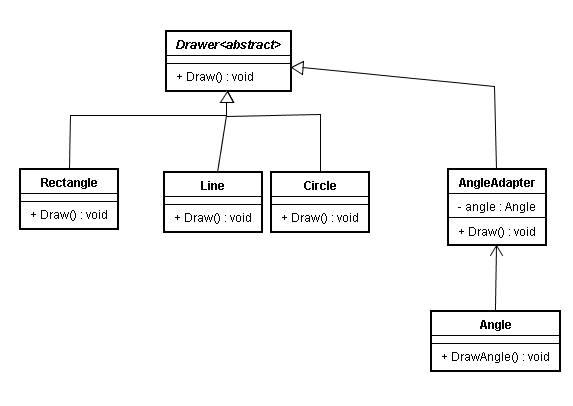 Drawer<abstract>
+ Draw() : void
Rectangle
+ Draw() : void
Line
+ Draw() : void
Circle
+ Draw() : void
AngleAdapter
- angle : Angle
+ Draw() : void
Angle
+ DrawAngle() : void